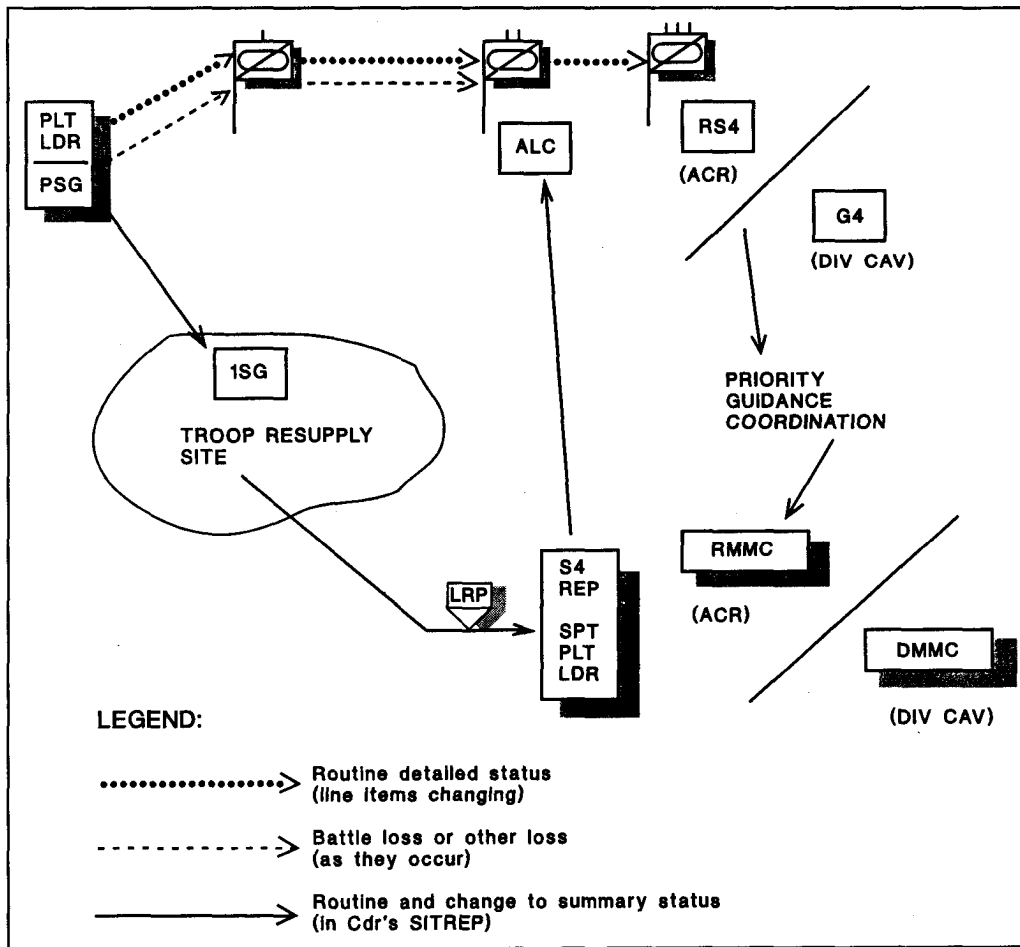 PLT
LDR
PSG
ALC
RS4
(ACR)
G4
(DIV CAV)
1SG
TROOP RESUPPLY
SITE
PRIORITY
GUIDANCE
COORDINATION
LRP
S4
REP
SPT
PLT
LDR
RMMC
(ACR)
DMMC
(DIV CAV)
LEGEND:
Routine detailed status
(line items changing)
Battle loss or other loss
(as they occur)
Routine and change to summary status
(in Cdr's SITREP)